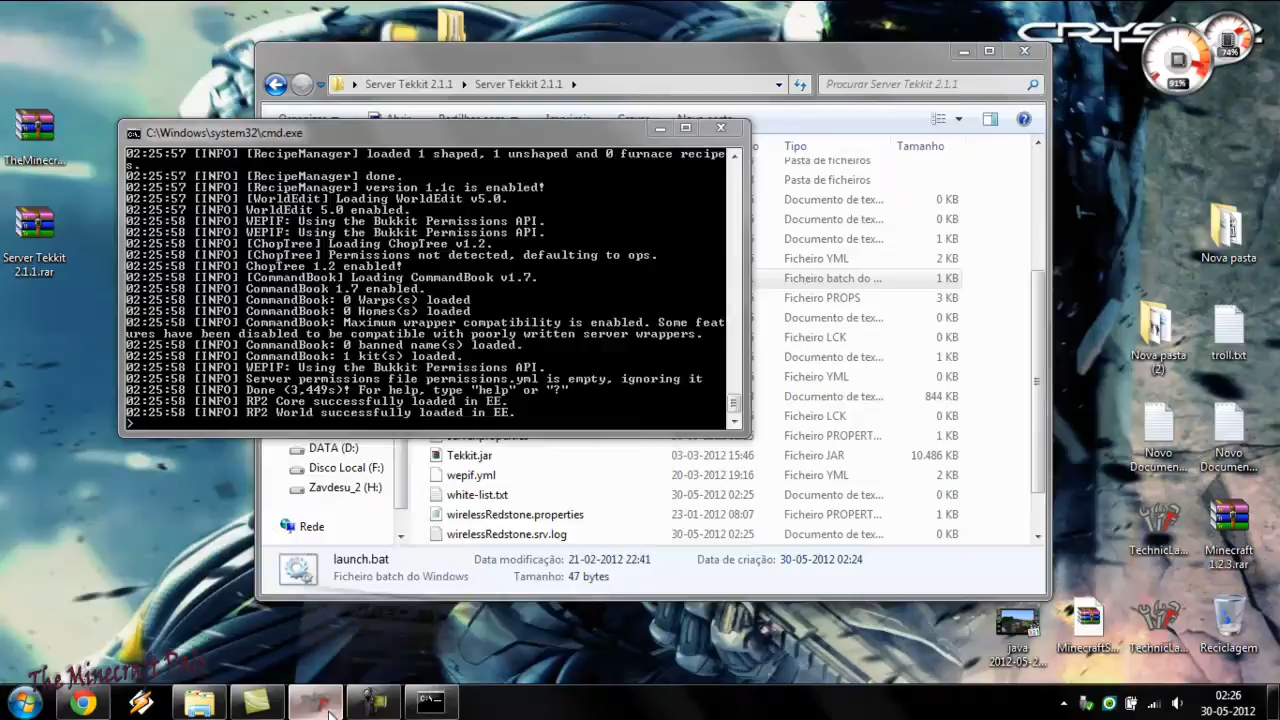 CRYSIS
74%
91%
Server Tekkit 2.1.1
Server Tekkit 2.1.1
Procurar Server Tekkit 2.1.1
C:\Windows\system32\cmd.exe
02:25:57 [INFO] [RecipeManager] loaded 1 shaped, 1 unshaped and 0 furnace recipe
s.
02:25:57 [INFO] [RecipeManager] done.
02:25:57 [INFO] [RecipeManager] version 1.1c is enabled!
02:25:57 [INFO] [WorldEdit] Loading WorldEdit v5.0.
02:25:57 [INFO] WorldEdit 5.0 enabled.
02:25:58 [INFO] WEPIF: Using the Bukkit Permissions API.
02:25:58 [INFO] WEPIF: Using the Bukkit Permissions API.
02:25:58 [INFO] [ChopTree] Loading ChopTree v1.2.
02:25:58 [INFO] [ChopTree] Permissions not detected, defaulting to ops.
02:25:58 [INFO] ChopTree 1.2 enabled!
02:25:58 [INFO] [CommandBook] Loading CommandBook v1.7.
02:25:58 [INFO] CommandBook 1.7 enabled.
02:25:58 [INFO] CommandBook: 0 Warps(s) loaded
02:25:58 [INFO] CommandBook: 0 Homes(s) loaded
02:25:58 [INFO] CommandBook: Maximum wrapper compatibility is enabled. Some feat
ures have been disabled to be compatible with poorly written server wrappers.
02:25:58 [INFO] CommandBook: 0 banned name(s) loaded.
02:25:58 [INFO] CommandBook: 1 kit(s) loaded.
02:25:58 [INFO] WEPIF: Using the Bukkit Permissions API.
02:25:58 [INFO] Server permissions file permissions.yml is empty, ignoring it
02:25:58 [INFO] Done (3,449s)! For help, type "help" or "?"
02:25:58 [INFO] RP2 Core successfully loaded in EE.
02:25:58 [INFO] RP2 World successfully loaded in EE.
>
Tipo Tamanho
Pasta de ficheiros
Pasta de ficheiros
Documento de tex... 0 KB
Documento de tex... 0 KB
Documento de tex... 1 KB
Ficheiro YML 2 KB
Ficheiro batch do ... 1 KB
Ficheiro PROPS 3 KB
Documento de tex... 0 KB
Ficheiro LCK 0 KB
Documento de tex... 1 KB
Ficheiro YML 1 KB
Documento de tex... 844 KB
Ficheiro LCK 0 KB
Ficheiro PROPERT... 1 KB
Tekkit.jar 03-03-2012 15:46 Ficheiro JAR 10.486 KB
wepif.yml 20-03-2012 19:16 Ficheiro YML 2 KB
white-list.txt 30-05-2012 02:25 Documento de tex... 0 KB
wirelessRedstone.properties 23-01-2012 08:07 Ficheiro PROPERT... 1 KB
wirelessRedstone.srv.log 30-05-2012 02:25 Documento de tex... 0 KB
DATA (D:)
Disco Local (F:)
Zavdesu_2 (H:)
Rede
launch.bat Data modificação: 21-02-2012 22:41 Data de criação: 30-05-2012 02:24
Ficheiro batch do Windows Tamanho: 47 bytes
TheMinecr...
Server Tekkit
2.1.1.rar
Nova pasta
Nova pasta
(2)
troll.txt
Novo
Documen...
Novo
Documen...
TechnicLa...
Minecraft
1.2.3.rar
java
2012-05-2...
MinecraftS...
TechnicLa...
Reciclagem
The Minecraft
02:26
30-05-2012